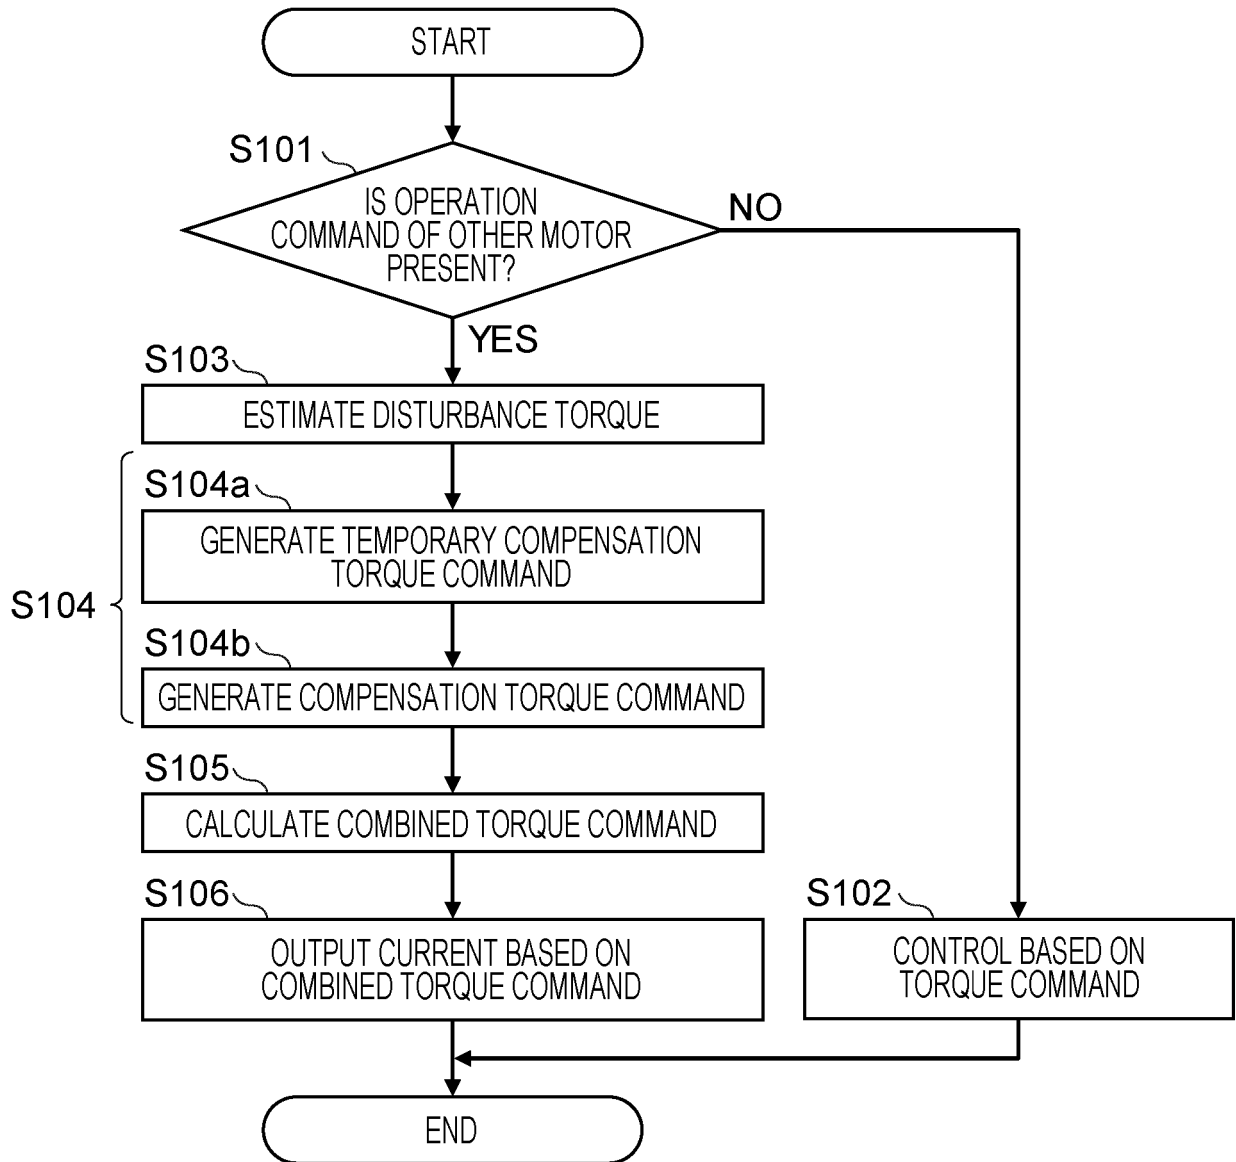 START
S101
IS OPERATION
COMMAND OF OTHER MOTOR
PRESENT?
NO
YES
S103
ESTIMATE DISTURBANCE TORQUE
S104
S104a
GENERATE TEMPORARY COMPENSATION
TORQUE COMMAND
S104b
GENERATE COMPENSATION TORQUE COMMAND
S105
CALCULATE COMBINED TORQUE COMMAND
S106
OUTPUT CURRENT BASED ON
COMBINED TORQUE COMMAND
S102
CONTROL BASED ON
TORQUE COMMAND
END